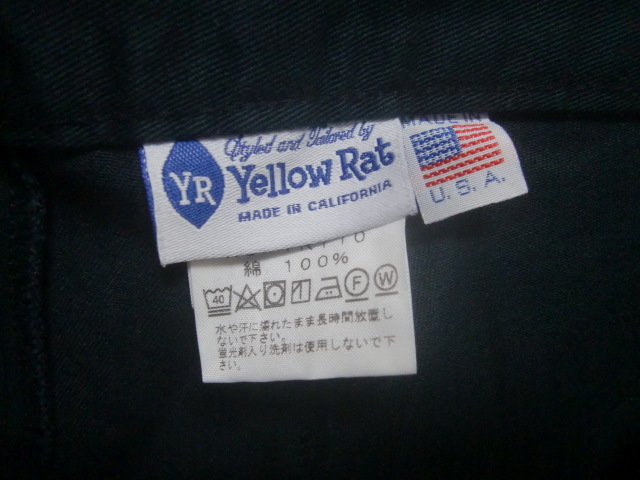 Styled and Tailored by
YR
Yellow Rat
MADE IN CALIFORNIA
MADE IN
U.S.A.
綿 100%
40
F
W
水や汗に濡れたまま長時間放置し
ないで下さい。
蛍光剤入り洗剤は使用しないで下
さい。